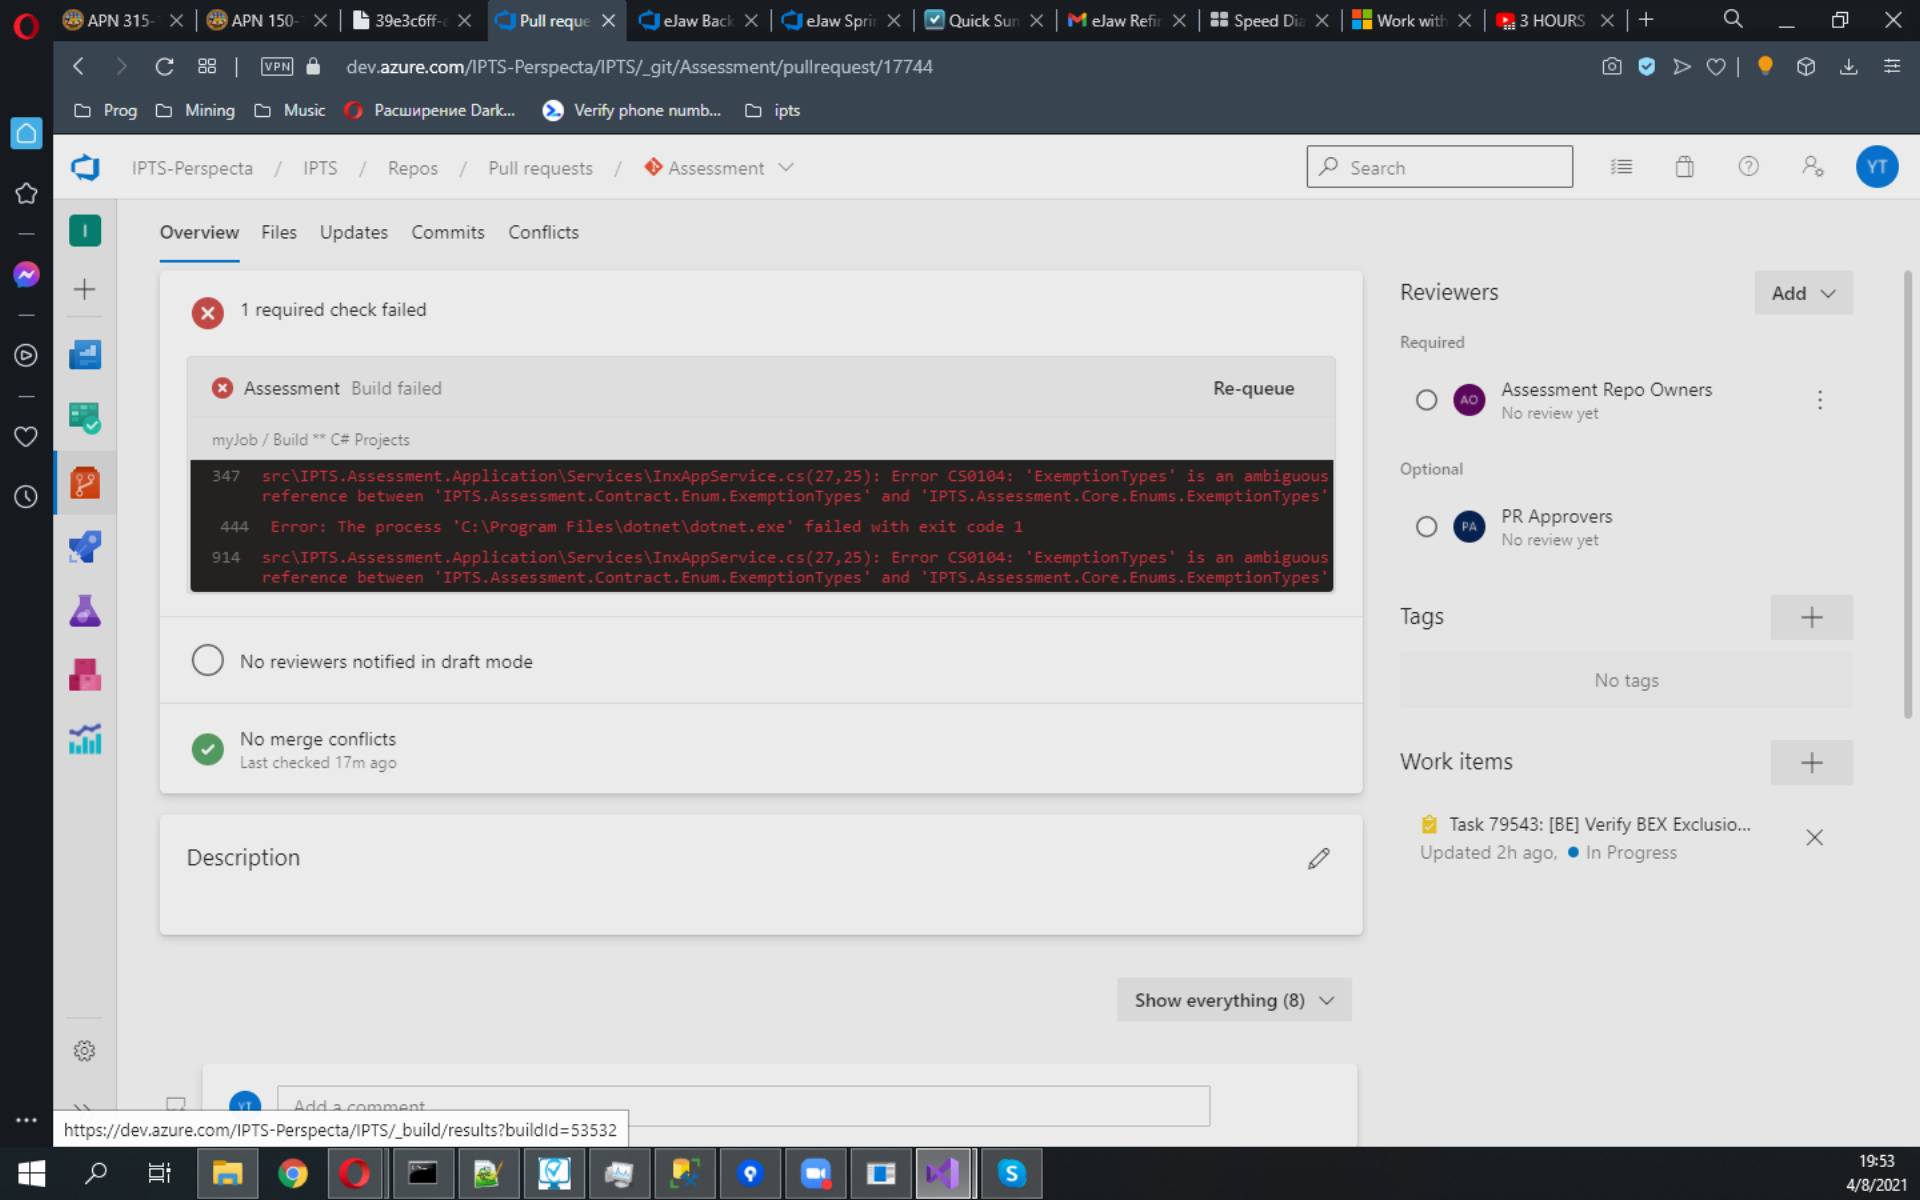 APN 315-
APN 150-
39e3c6ff-a
Pull reque
eJaw Back
eJaw Sprin
Quick Sun
eJaw Refin
Speed Dia
Work with
3 HOURS
VPN
dev.azure.com/IPTS-Perspecta/IPTS/_git/Assessment/pullrequest/17744
Prog
Mining
Music
Расширение Dark...
Verify phone numb...
ipts
IPTS-Perspecta / IPTS / Repos / Pull requests / Assessment
Search
YT
I
Overview Files Updates Commits Conflicts
1 required check failed
Assessment Build failed
Re-queue
myJob / Build ** C# Projects
347 src\IPTS.Assessment.Application\Services\InxAppService.cs(27,25): Error CS0104: 'ExemptionTypes' is an ambiguous
reference between 'IPTS.Assessment.Contract.Enum.ExemptionTypes' and 'IPTS.Assessment.Core.Enums.ExemptionTypes'
444 Error: The process 'C:\Program Files\dotnet\dotnet.exe' failed with exit code 1
914 src\IPTS.Assessment.Application\Services\InxAppService.cs(27,25): Error CS0104: 'ExemptionTypes' is an ambiguous
reference between 'IPTS.Assessment.Contract.Enum.ExemptionTypes' and 'IPTS.Assessment.Core.Enums.ExemptionTypes'
No reviewers notified in draft mode
No merge conflicts
Last checked 17m ago
Description
Show everything (8)
YT
Add a comment
Reviewers
Add
Required
AO
Assessment Repo Owners
No review yet
Optional
PA
PR Approvers
No review yet
Tags
No tags
Work items
Task 79543: [BE] Verify BEX Exclusio...
Updated 2h ago, In Progress
https://dev.azure.com/IPTS-Perspecta/IPTS/_build/results?buildId=53532
19:53
4/8/2021